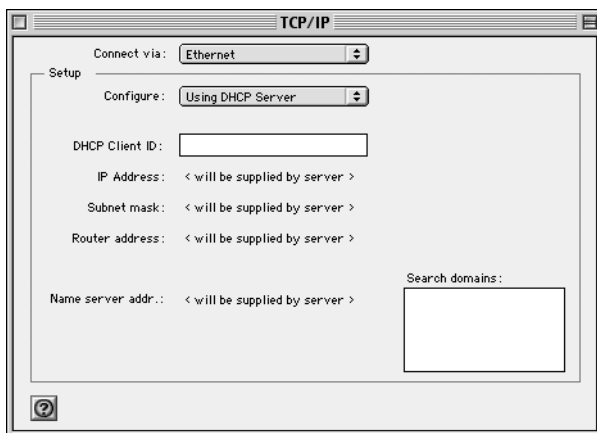 TCP/IP
Connect via: Ethernet
Setup
Configure: Using DHCP Server
DHCP Client ID:
IP Address: < will be supplied by server >
Subnet mask: < will be supplied by server >
Router address: < will be supplied by server >
Search domains:
Name server addr.: < will be supplied by server >
?